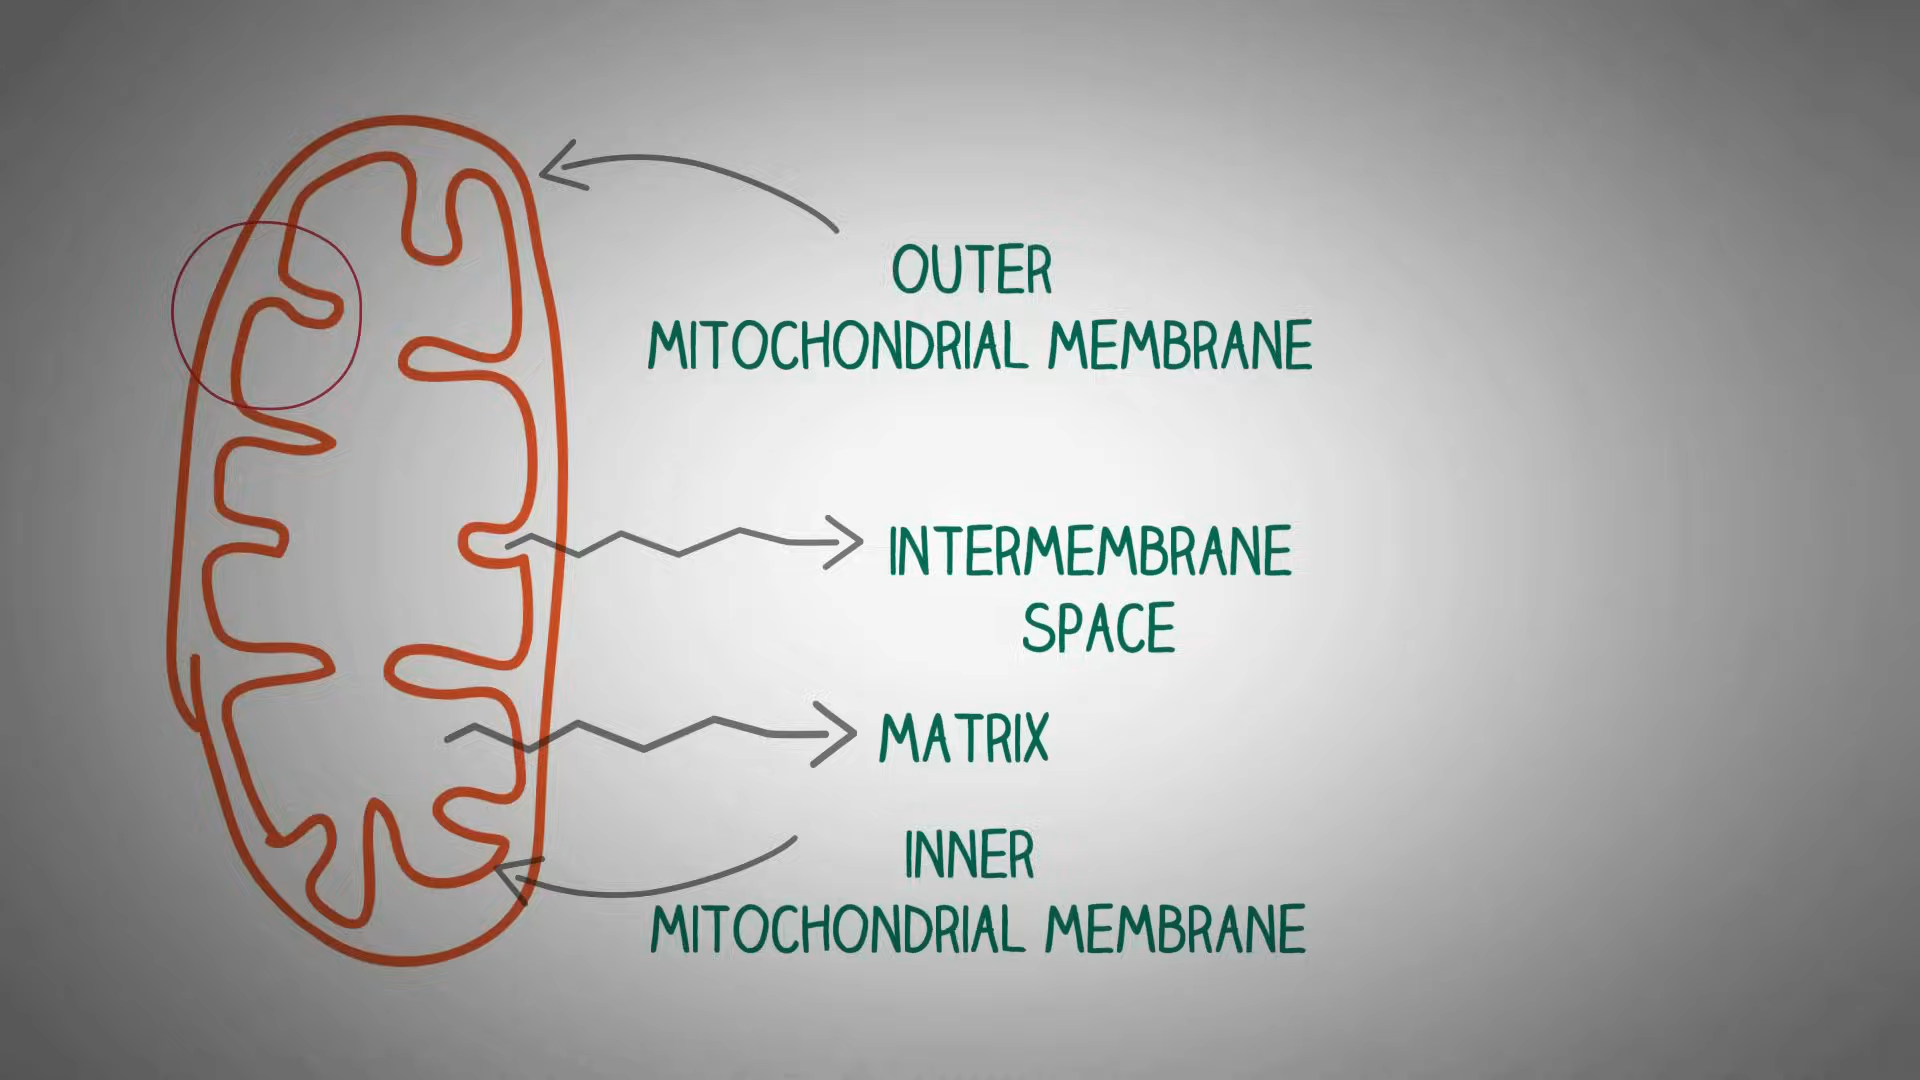 OUTER
MITOCHONDRIAL MEMBRANE
INTERMEMBRANE
SPACE
MATRIX
INNER
MITOCHONDRIAL MEMBRANE